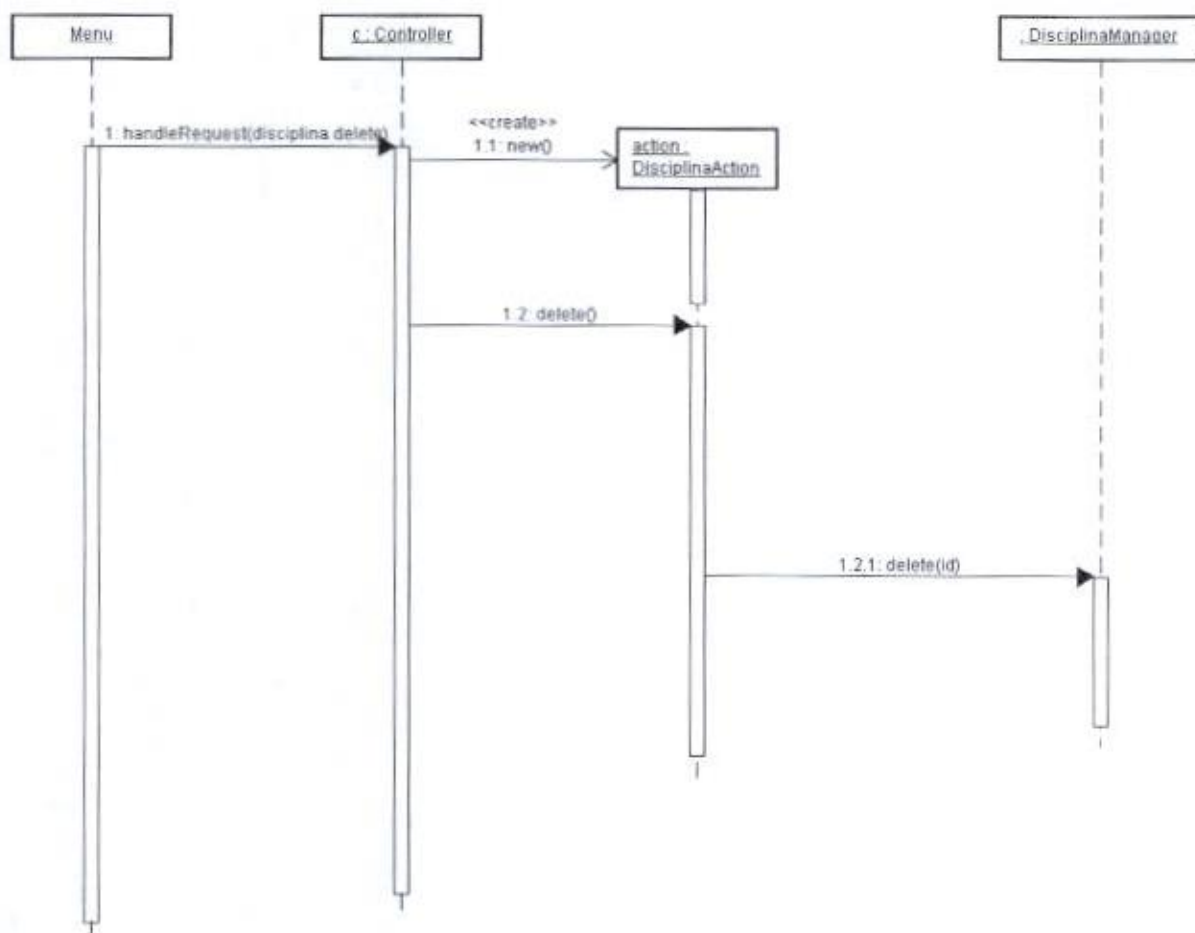 Menu
c : Controller
: DisciplinaManager
1: handleRequest(disciplina.delete)
<<create>>
1.1: new()
action :
DisciplinaAction
1.2: delete()
1.2.1: delete(id)